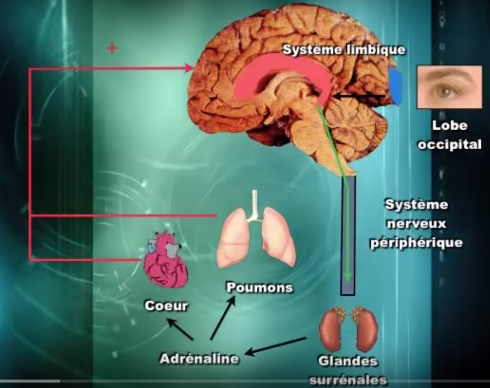 +
Système limbique
Lobe
occipital
Système
nerveux
périphérique
Poumons
Coeur
Adrénaline
Glandes
surrénales